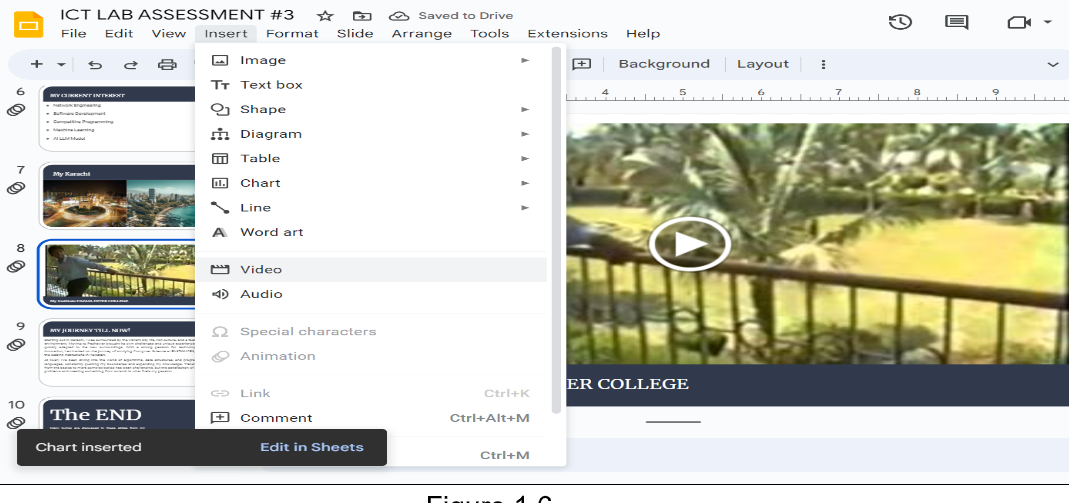 ICT LAB ASSESSMENT #3
Saved to Drive
File Edit View Insert Format Slide Arrange Tools Extensions Help
Background Layout
Image
Text box
Shape
Diagram
Table
Chart
Line
Word art
Video
Audio
Special characters
Animation
Link Ctrl+K
Comment Ctrl+Alt+M
Ctrl+M
4 5 6 7 8 9
6
MY CURRENT INTEREST
Network Engineering
Software Development
Competitive Programming
Machine Learning
AI LLM Model
7
My Karachi
8
9
MY JOURNEY TILL NOW!
10
The END
ER COLLEGE
Chart inserted Edit in Sheets
Figure 1.6